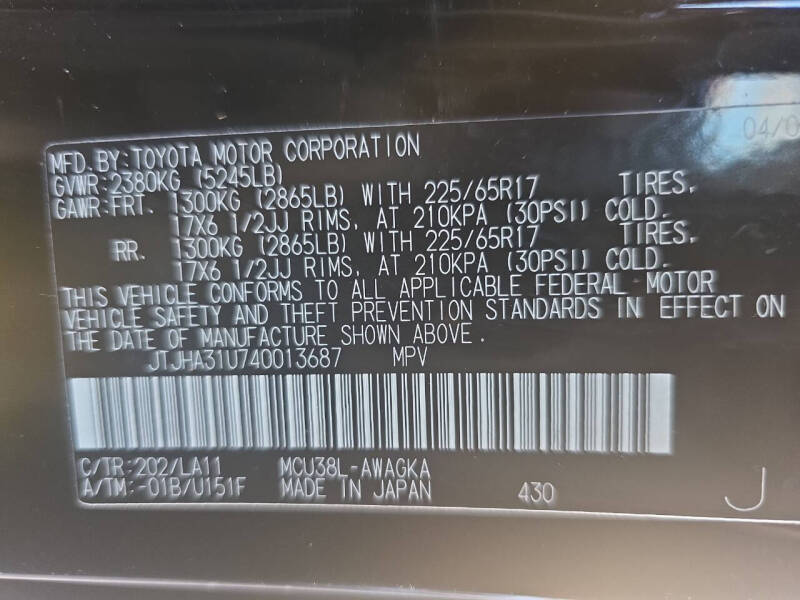 04/0
MFD.BY:TOYOTA MOTOR CORPORATION
GVWR:2380KG (5245LB)
GAWR:FRT. 1300KG (2865LB) WITH 225/65R17 TIRES,
17X6 1/2JJ RIMS, AT 210KPA (30PSI) COLD.
RR. 1300KG (2865LB) WITH 225/65R17 TIRES,
17X6 1/2JJ RIMS, AT 210KPA (30PSI) COLD.
THIS VEHICLE CONFORMS TO ALL APPLICABLE FEDERAL MOTOR
VEHICLE SAFETY AND THEFT PREVENTION STANDARDS IN EFFECT ON
THE DATE OF MANUFACTURE SHOWN ABOVE.
JTJHA31U740013687 MPV
C/TR:202/LA11 MCU38L-AWAGKA
A/TM:-01B/U151F MADE IN JAPAN 430 J